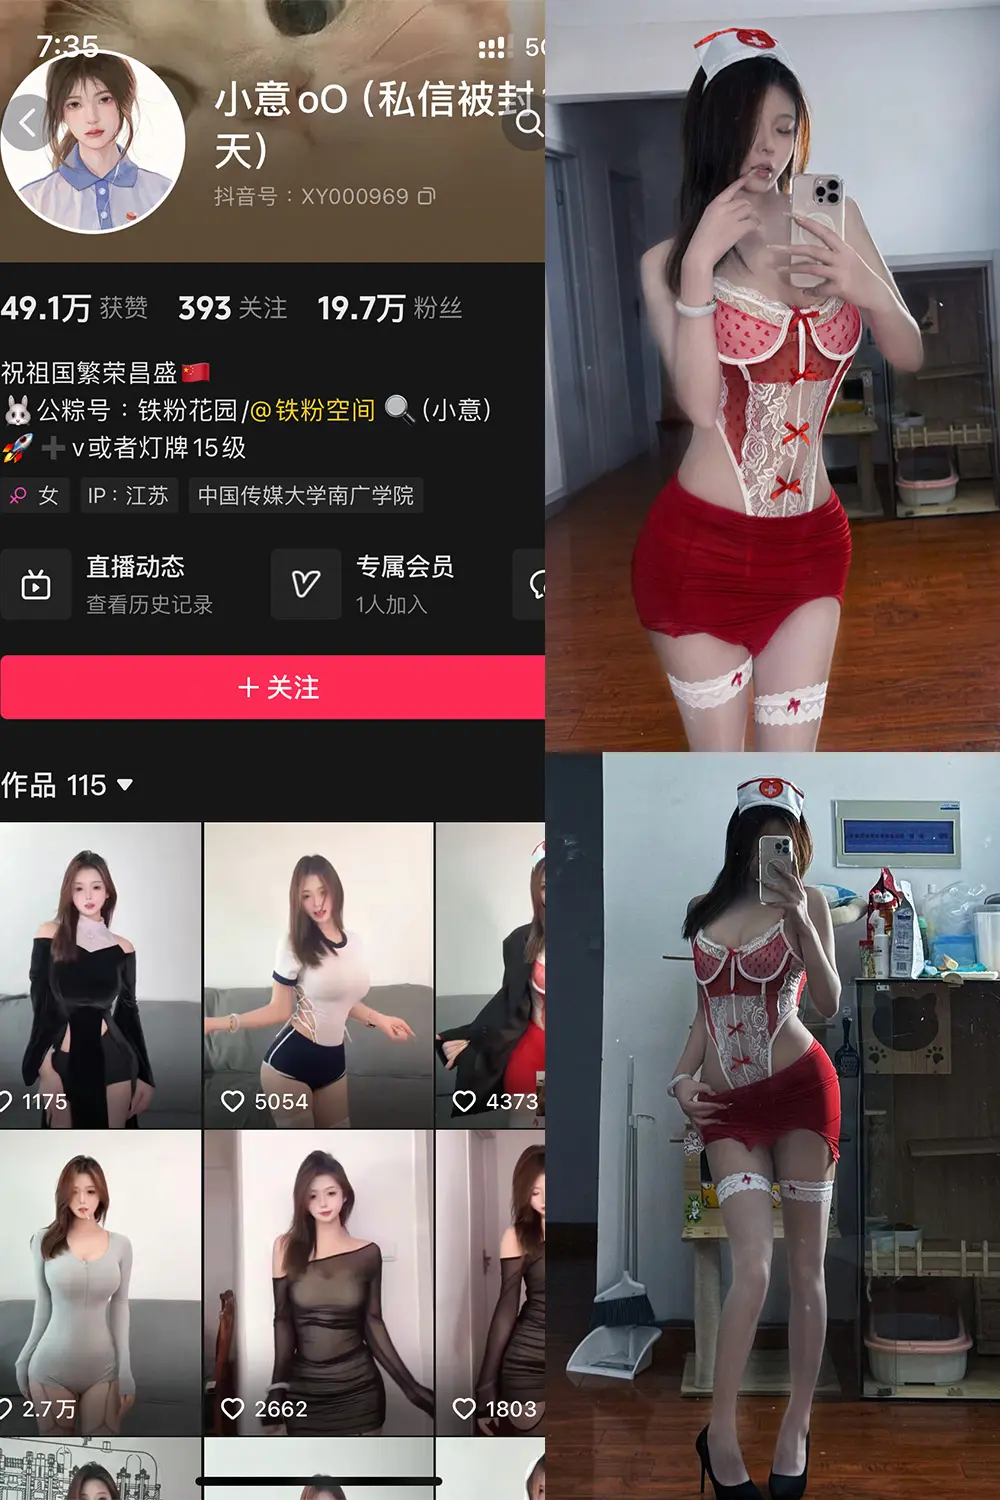 7:35
小意oO（私信被封
天）
抖音号：XY000969
49.1万 获赞 393 关注 19.7万 粉丝
祝祖国繁荣昌盛🇨🇳
🐰公粽号：铁粉花园/@铁粉空间 🔍(小意)
🚀➕v或者灯牌15级
♀ 女 IP：江苏 中国传媒大学南广学院
直播动态
查看历史记录
专属会员
1人加入
＋关注
作品 115
1175
5054
4373
2.7万
2662
1803